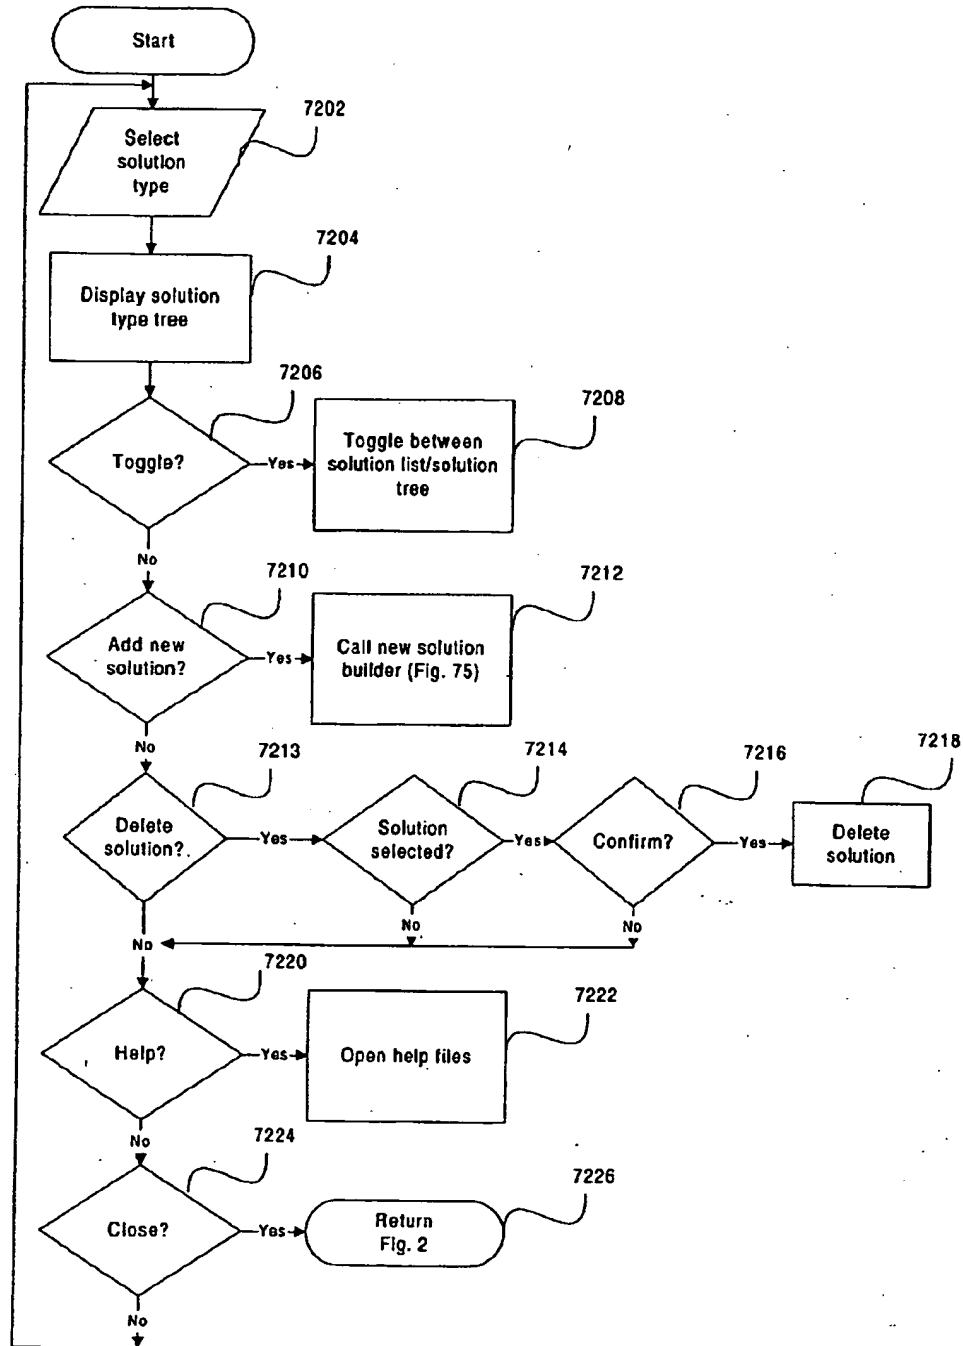 Start
7202
Select
solution
type
7204
Display solution
type tree
7206
7208
Toggle?
Yes
Toggle between
solution list/solution
tree
No
7210
7212
Add new
solution?
Yes
Call new solution
builder (Fig. 75)
No
7213
7214
7216
7218
Delete
solution?
Yes
Solution
selected?
Yes
Confirm?
Yes
Delete
solution
No
No
No
7220
7222
Help?
Yes
Open help files
No
7224
7226
Close?
Yes
Return
Fig. 2
No